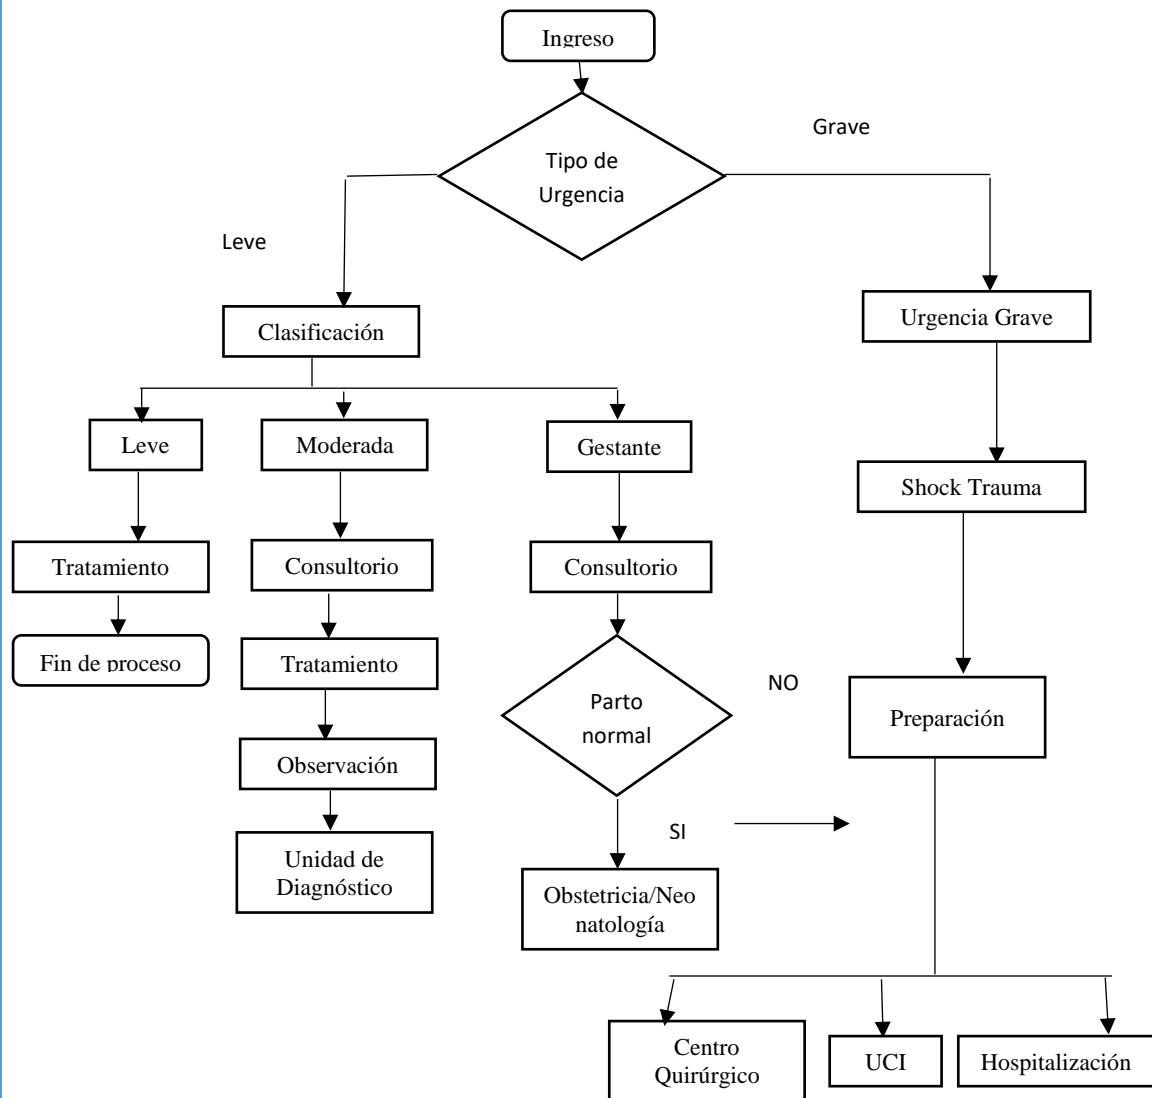 Ingreso
Grave
Tipo de
Urgencia
Leve
Clasificación
Urgencia Grave
Leve
Moderada
Gestante
Shock Trauma
Tratamiento
Consultorio
Consultorio
Fin de proceso
Tratamiento
Parto
normal
NO
Preparación
Observación
SI
Unidad de
Diagnóstico
Obstetricia/Neo
natología
Centro
Quirúrgico
UCI
Hospitalización